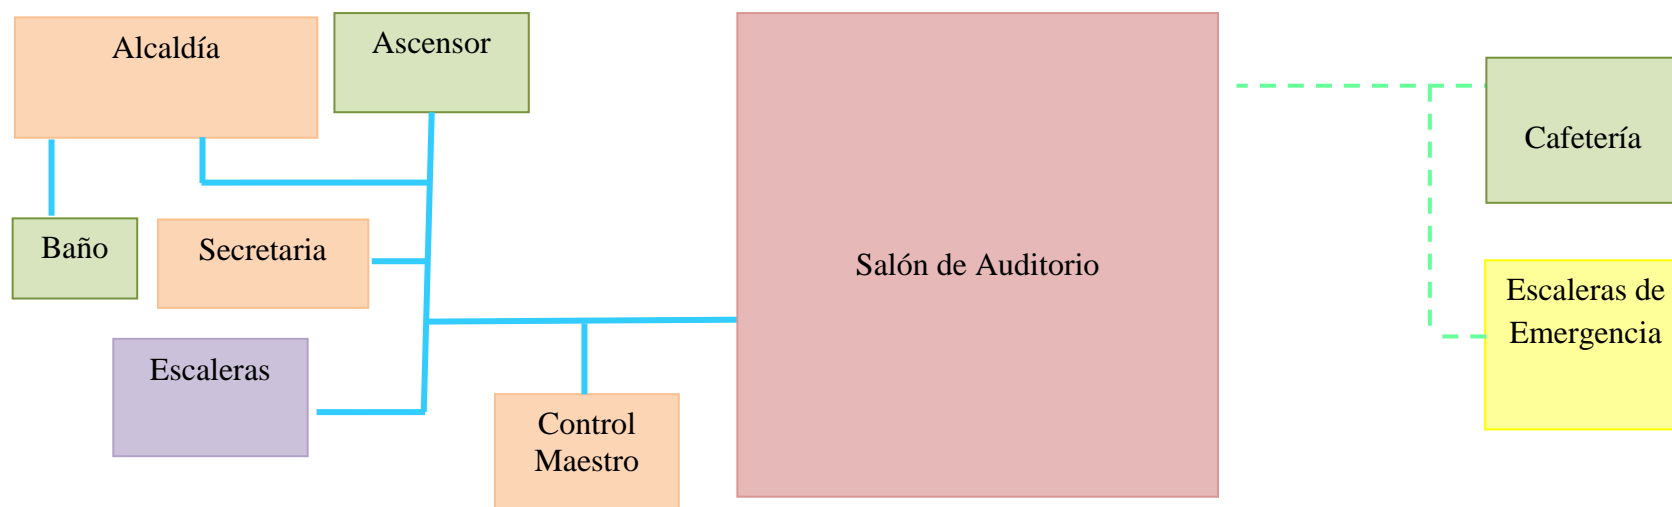 Alcaldía
Ascensor
Cafetería
Baño
Secretaria
Salón de Auditorio
Escaleras de
Emergencia
Escaleras
Control
Maestro